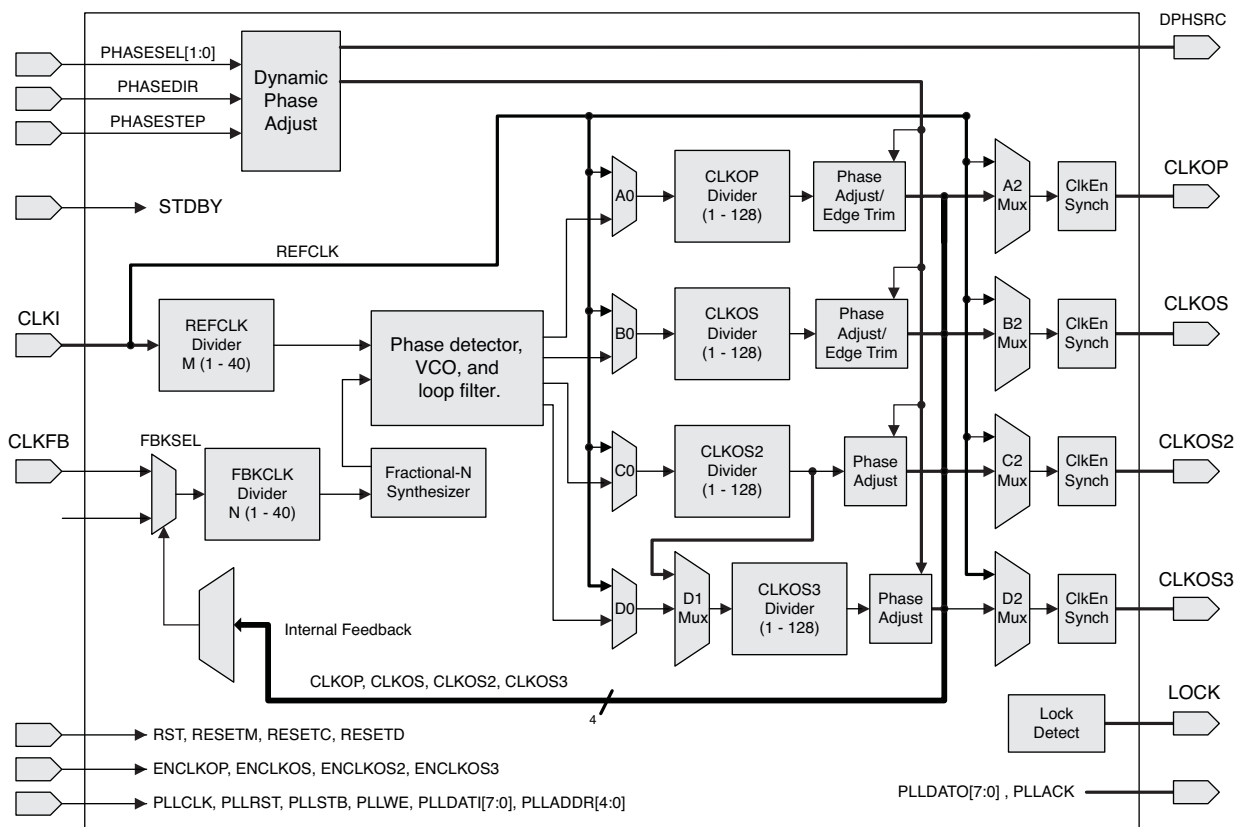 DPHSRC
PHASESEL[1:0]
PHASEDIR
PHASESTEP
Dynamic
Phase
Adjust
STDBY
REFCLK
A0
CLKOP
Divider
(1 - 128)
Phase
Adjust/
Edge Trim
A2
Mux
ClkEn
Synch
CLKOP
CLKI
REFCLK
Divider
M (1 - 40)
Phase detector,
VCO, and
loop filter.
B0
CLKOS
Divider
(1 - 128)
Phase
Adjust/
Edge Trim
B2
Mux
ClkEn
Synch
CLKOS
CLKFB
FBKSEL
FBKCLK
Divider
N (1 - 40)
Fractional-N
Synthesizer
C0
CLKOS2
Divider
(1 - 128)
Phase
Adjust
C2
Mux
ClkEn
Synch
CLKOS2
D0
D1
Mux
CLKOS3
Divider
(1 - 128)
Phase
Adjust
D2
Mux
ClkEn
Synch
CLKOS3
Internal Feedback
CLKOP, CLKOS, CLKOS2, CLKOS3
4
Lock
Detect
LOCK
RST, RESETM, RESETC, RESETD
ENCLKOP, ENCLKOS, ENCLKOS2, ENCLKOS3
PLLCLK, PLLRST, PLLSTB, PLLWE, PLLDATI[7:0], PLLADDR[4:0]
PLLDATO[7:0] , PLLACK